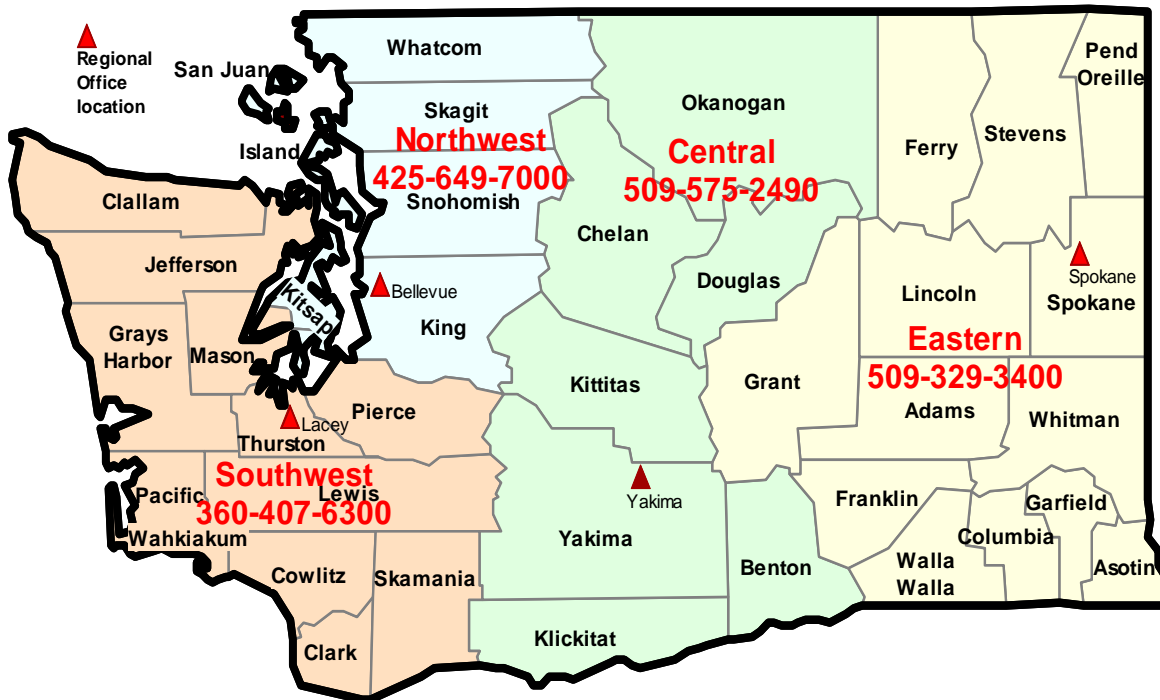 Regional
Office
location
San Juan
Whatcom
Skagit
Island
Northwest
425-649-7000
Snohomish
Okanogan
Central
509-575-2490
Ferry
Stevens
Pend
Oreille
Clallam
Jefferson
Chelan
Douglas
Kitsap
Bellevue
King
Grays
Harbor
Mason
Lincoln
Spokane
Spokane
Eastern
509-329-3400
Kittitas
Grant
Adams
Whitman
Pierce
Lacey
Thurston
Southwest
360-407-6300
Lewis
Pacific
Wahkiakum
Yakima
Yakima
Franklin
Garfield
Columbia
Walla
Walla
Asotin
Benton
Cowlitz
Skamania
Clark
Klickitat